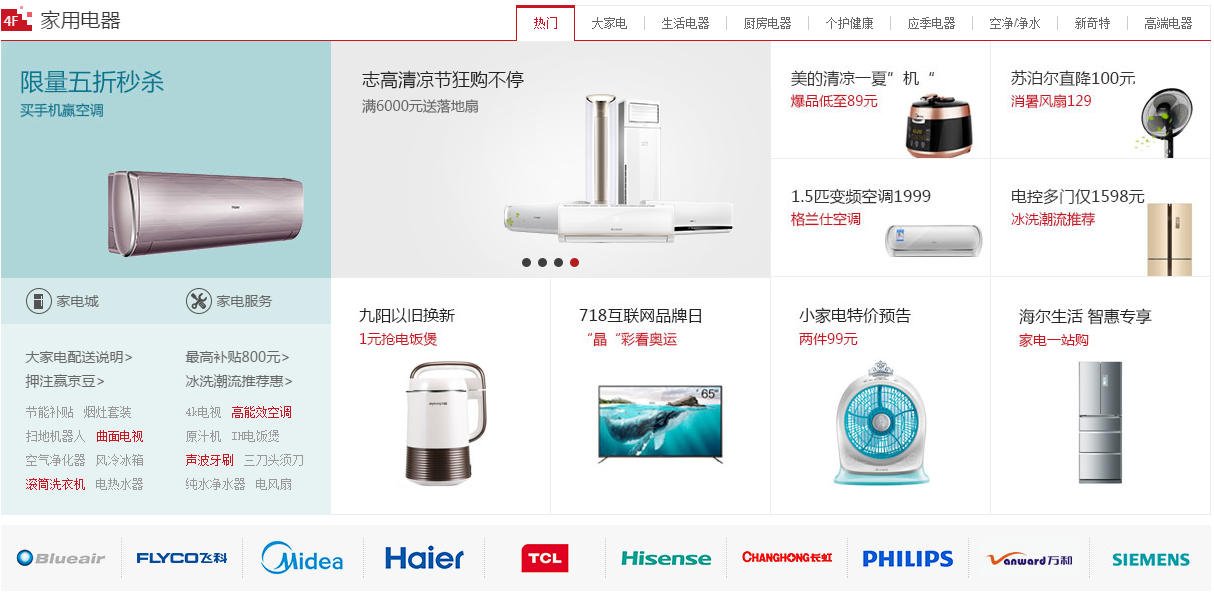 4F 家用电器
热门 大家电 生活电器 厨房电器 个护健康 应季电器 空净/净水 新奇特 高端电器
限量五折秒杀
买手机赢空调
家电城 家电服务
大家电配送说明> 最高补贴800元>
押注赢京豆> 冰洗潮流推荐惠>
节能补贴 烟灶套装 4k电视 高能效空调
扫地机器人 曲面电视 原汁机 IH电饭煲
空气净化器 风冷冰箱 声波牙刷 三刀头须刀
滚筒洗衣机 电热水器 纯水净水器 电风扇
志高清凉节狂购不停
满6000元送落地扇
美的清凉一夏”机“
爆品低至89元
苏泊尔直降100元
消暑风扇129
1.5匹变频空调1999
格兰仕空调
电控多门仅1598元
冰洗潮流推荐
九阳以旧换新
1元抢电饭煲
718互联网品牌日
“晶“彩看奥运
65"
小家电特价预告
两件99元
海尔生活 智惠专享
家电一站购
Blueair FLYCO飞科 Midea Haier TCL Hisense CHANGHONG长虹 PHILIPS Vanward万和 SIEMENS